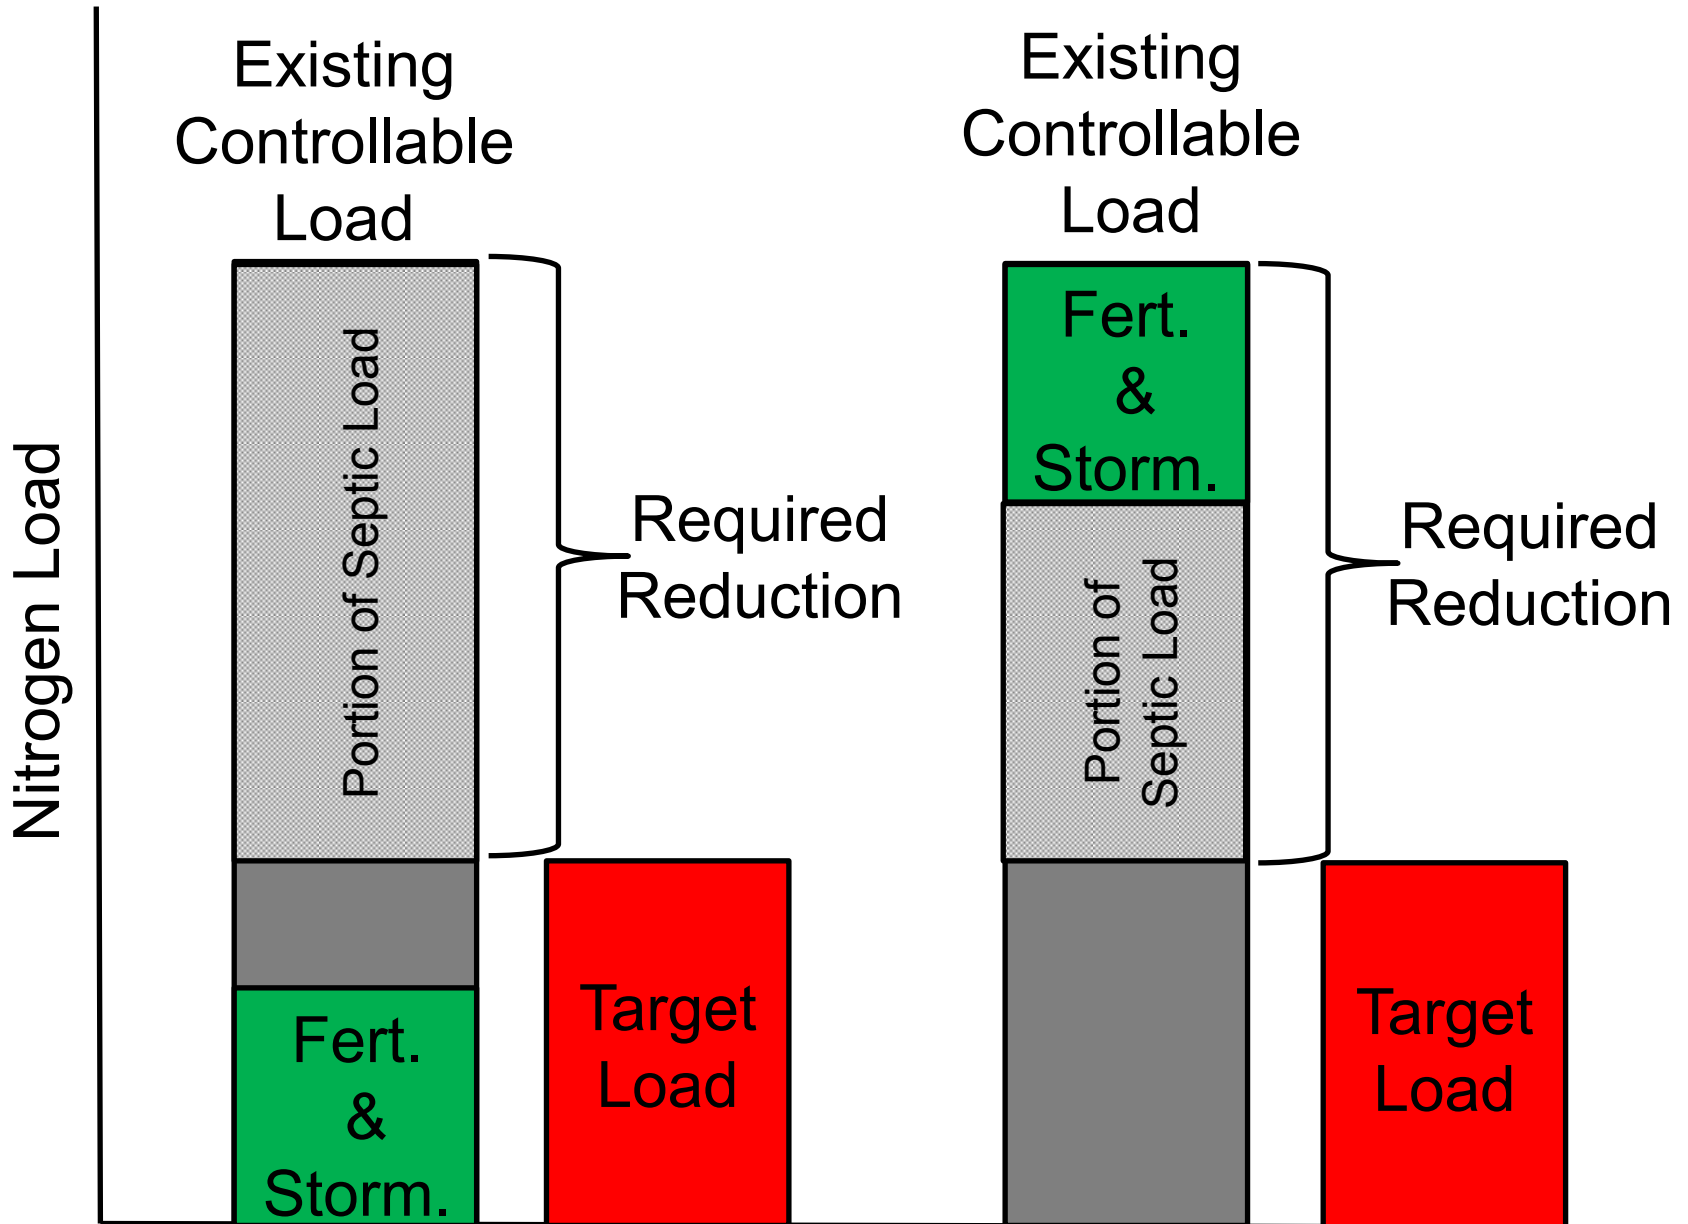 Nitrogen Load
Existing
Controllable
Load
Portion of Septic Load
Fert.
&
Storm.
Required
Reduction
Target
Load
Existing
Controllable
Load
Fert.
&
Storm.
Portion of
Septic Load
Required
Reduction
Target
Load